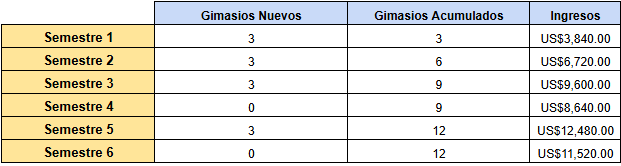 Gimasios Nuevos Gimasios Acumulados Ingresos
Semestre 1 3 3 US$3,840.00
Semestre 2 3 6 US$6,720.00
Semestre 3 3 9 US$9,600.00
Semestre 4 0 9 US$8,640.00
Semestre 5 3 12 US$12,480.00
Semestre 6 0 12 US$11,520.00